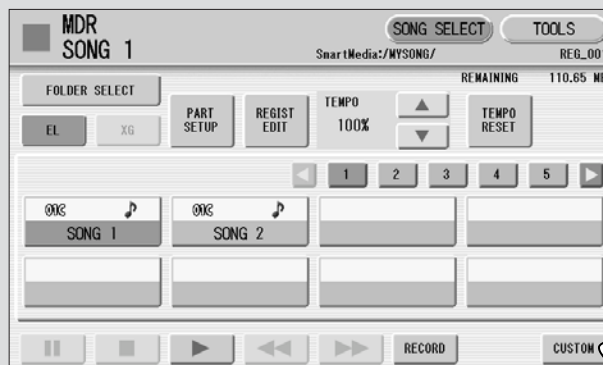 MDR
SONG 1
SONG SELECT
TOOLS
SmartMedia:/MYSONG/
REG_00
REMAINING 110.65 M
FOLDER SELECT
EL
XG
PART SETUP
REGIST EDIT
TEMPO
100%
TEMPO RESET
1 2 3 4 5
SONG 1
SONG 2
RECORD
CUSTOM